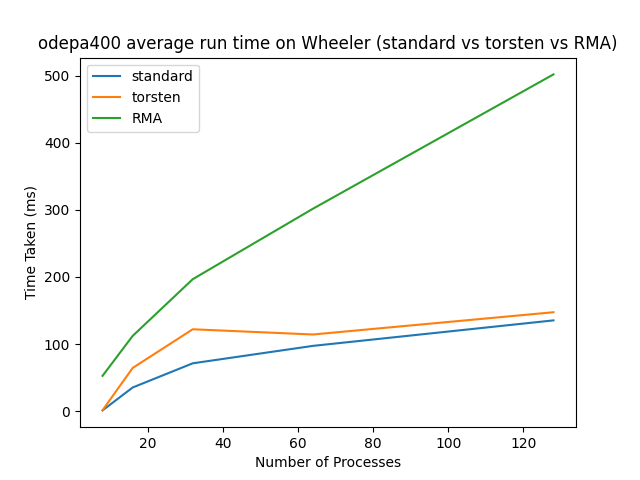 odepa400 average run time on Wheeler (standard vs torsten vs RMA)
standard
torsten
RMA
Time Taken (ms)
500
400
300
200
100
0
20 40 60 80 100 120
Number of Processes